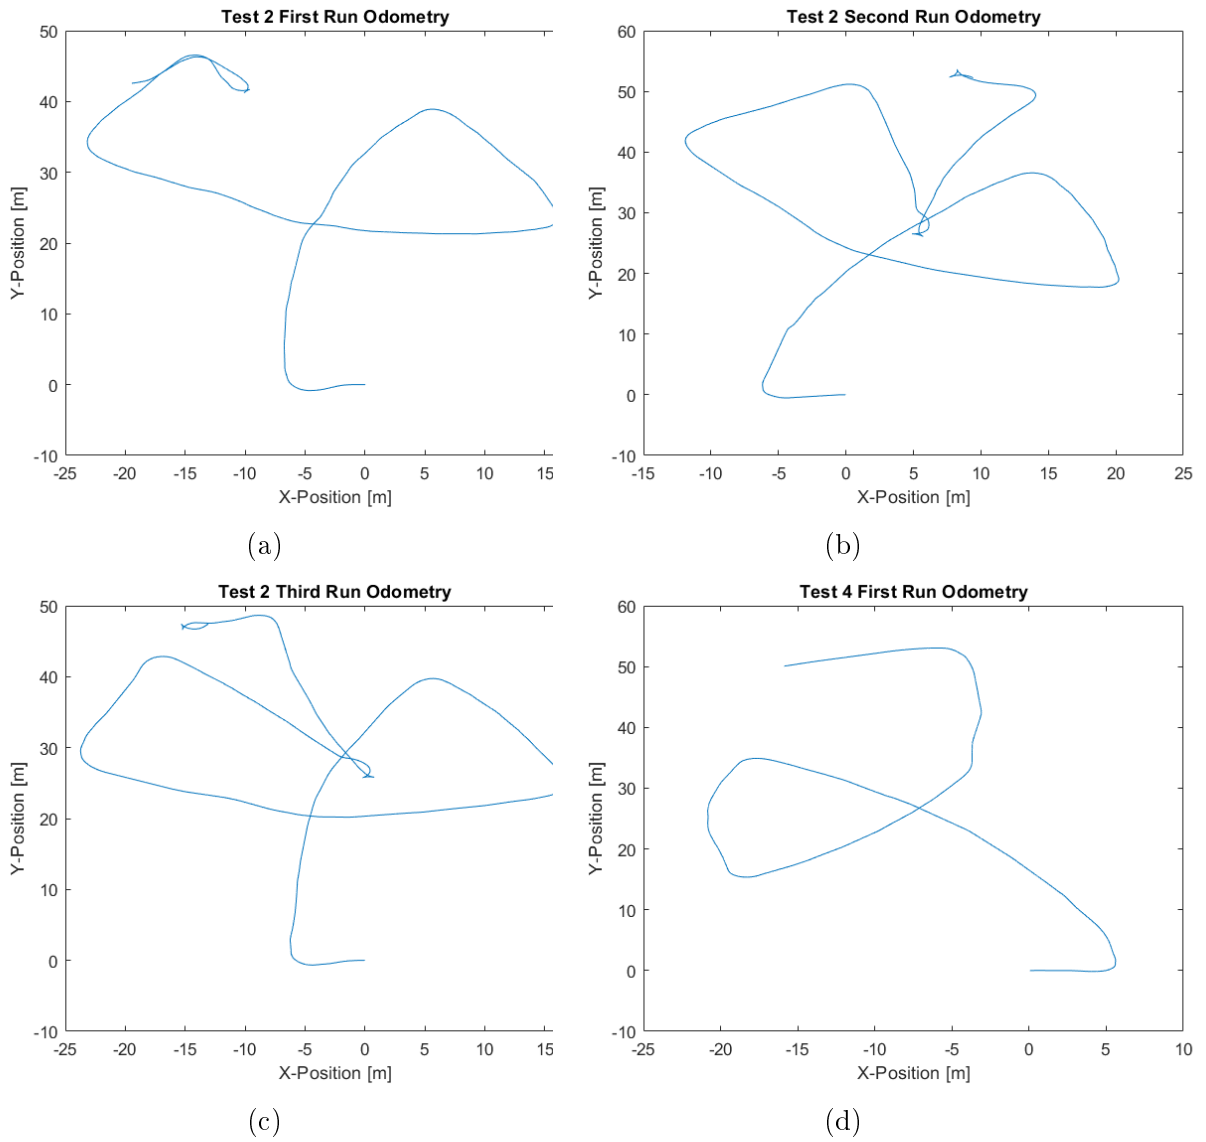 Test 2 First Run Odometry
50
40
30
20
10
0
-10
Y-Position [m]
-25 -20 -15 -10 -5 0 5 10 15
X-Position [m]
(a)
Test 2 Second Run Odometry
60
50
40
30
20
10
0
-10
Y-Position [m]
-15 -10 -5 0 5 10 15 20 25
X-Position [m]
(b)
Test 2 Third Run Odometry
50
40
30
20
10
0
-10
Y-Position [m]
-25 -20 -15 -10 -5 0 5 10 15
X-Position [m]
(c)
Test 4 First Run Odometry
60
50
40
30
20
10
0
-10
Y-Position [m]
-25 -20 -15 -10 -5 0 5 10
X-Position [m]
(d)